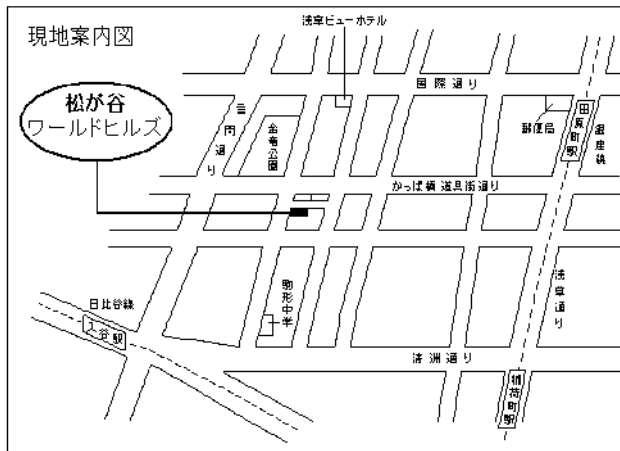 現地案内図
浅草ビューホテル
国際通り
松が谷
ワールドヒルズ
言問通り
金竜公園
郵便局
田原町駅
銀座線
かっぱ橋道具街通り
浅草通り
駒形中学
日比谷線
入谷駅
清洲通り
稲荷町駅